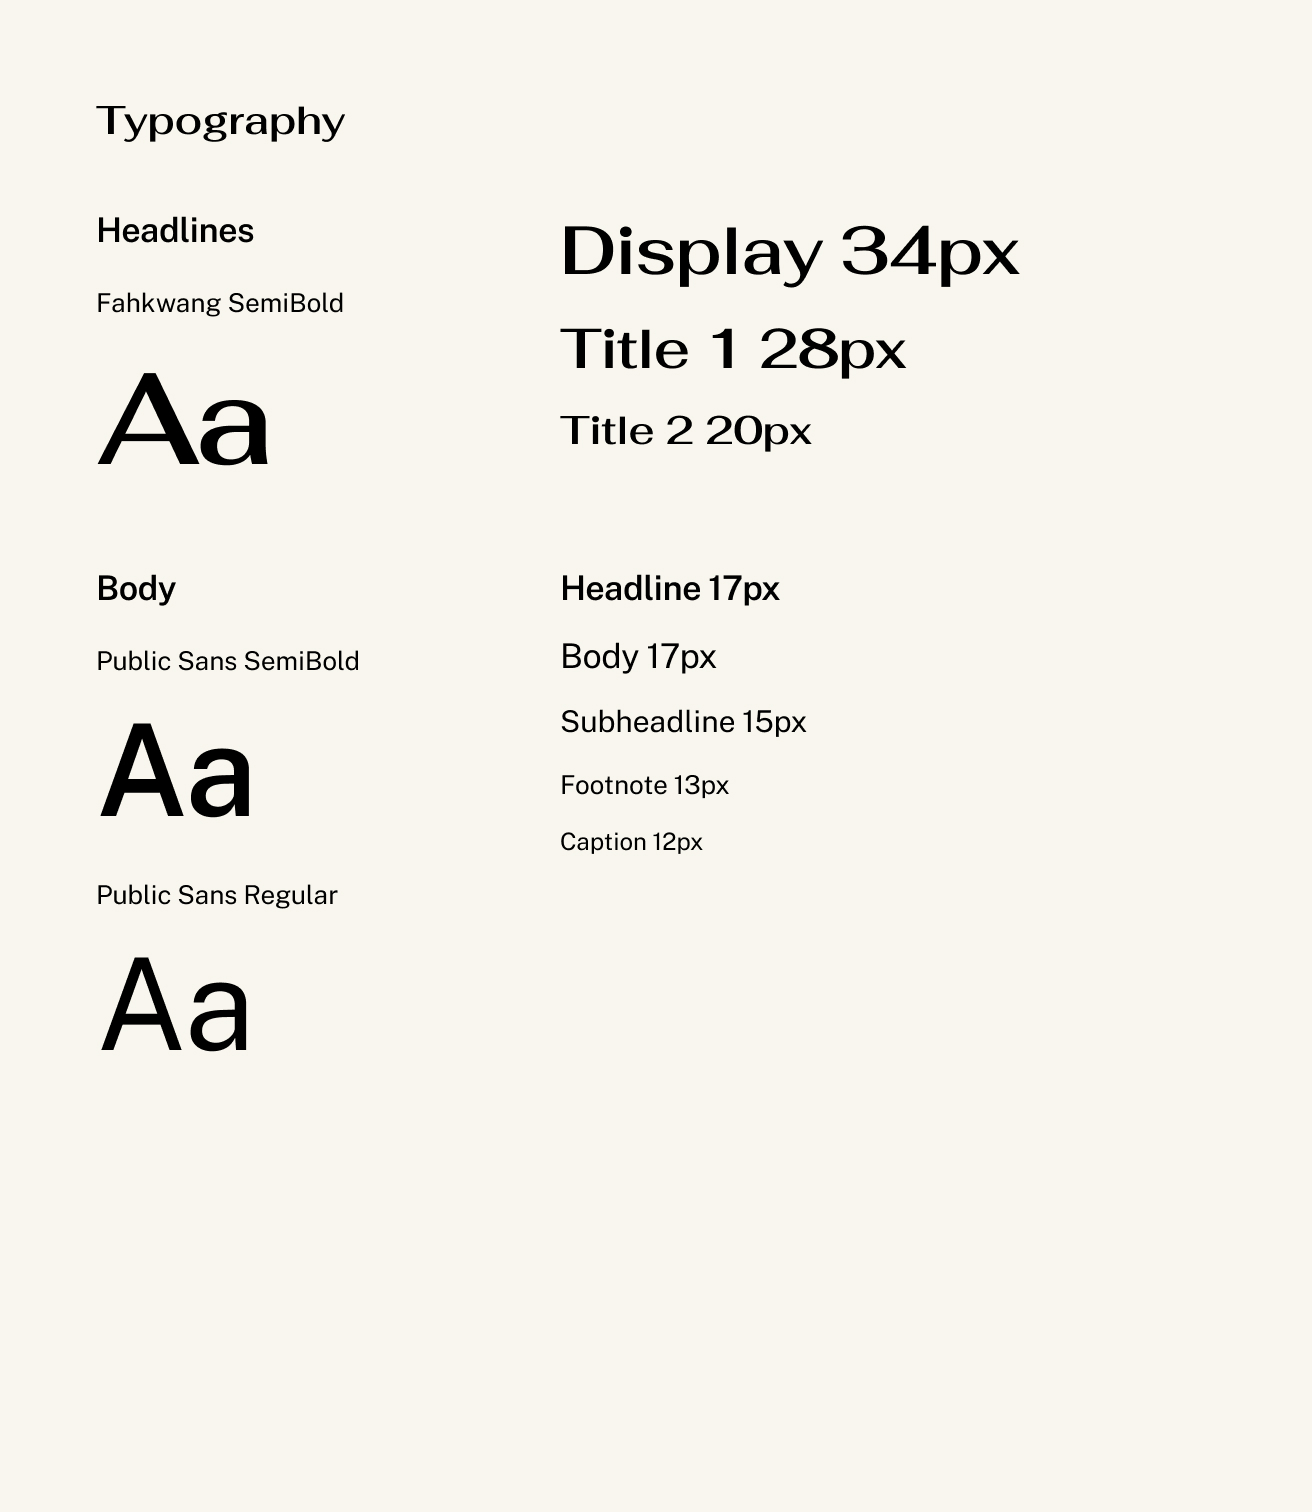 Typography
Headlines
Fahkwang SemiBold
Aa
Display 34px
Title 1 28px
Title 2 20px
Body
Public Sans SemiBold
Aa
Public Sans Regular
Aa
Headline 17px
Body 17px
Subheadline 15px
Footnote 13px
Caption 12px